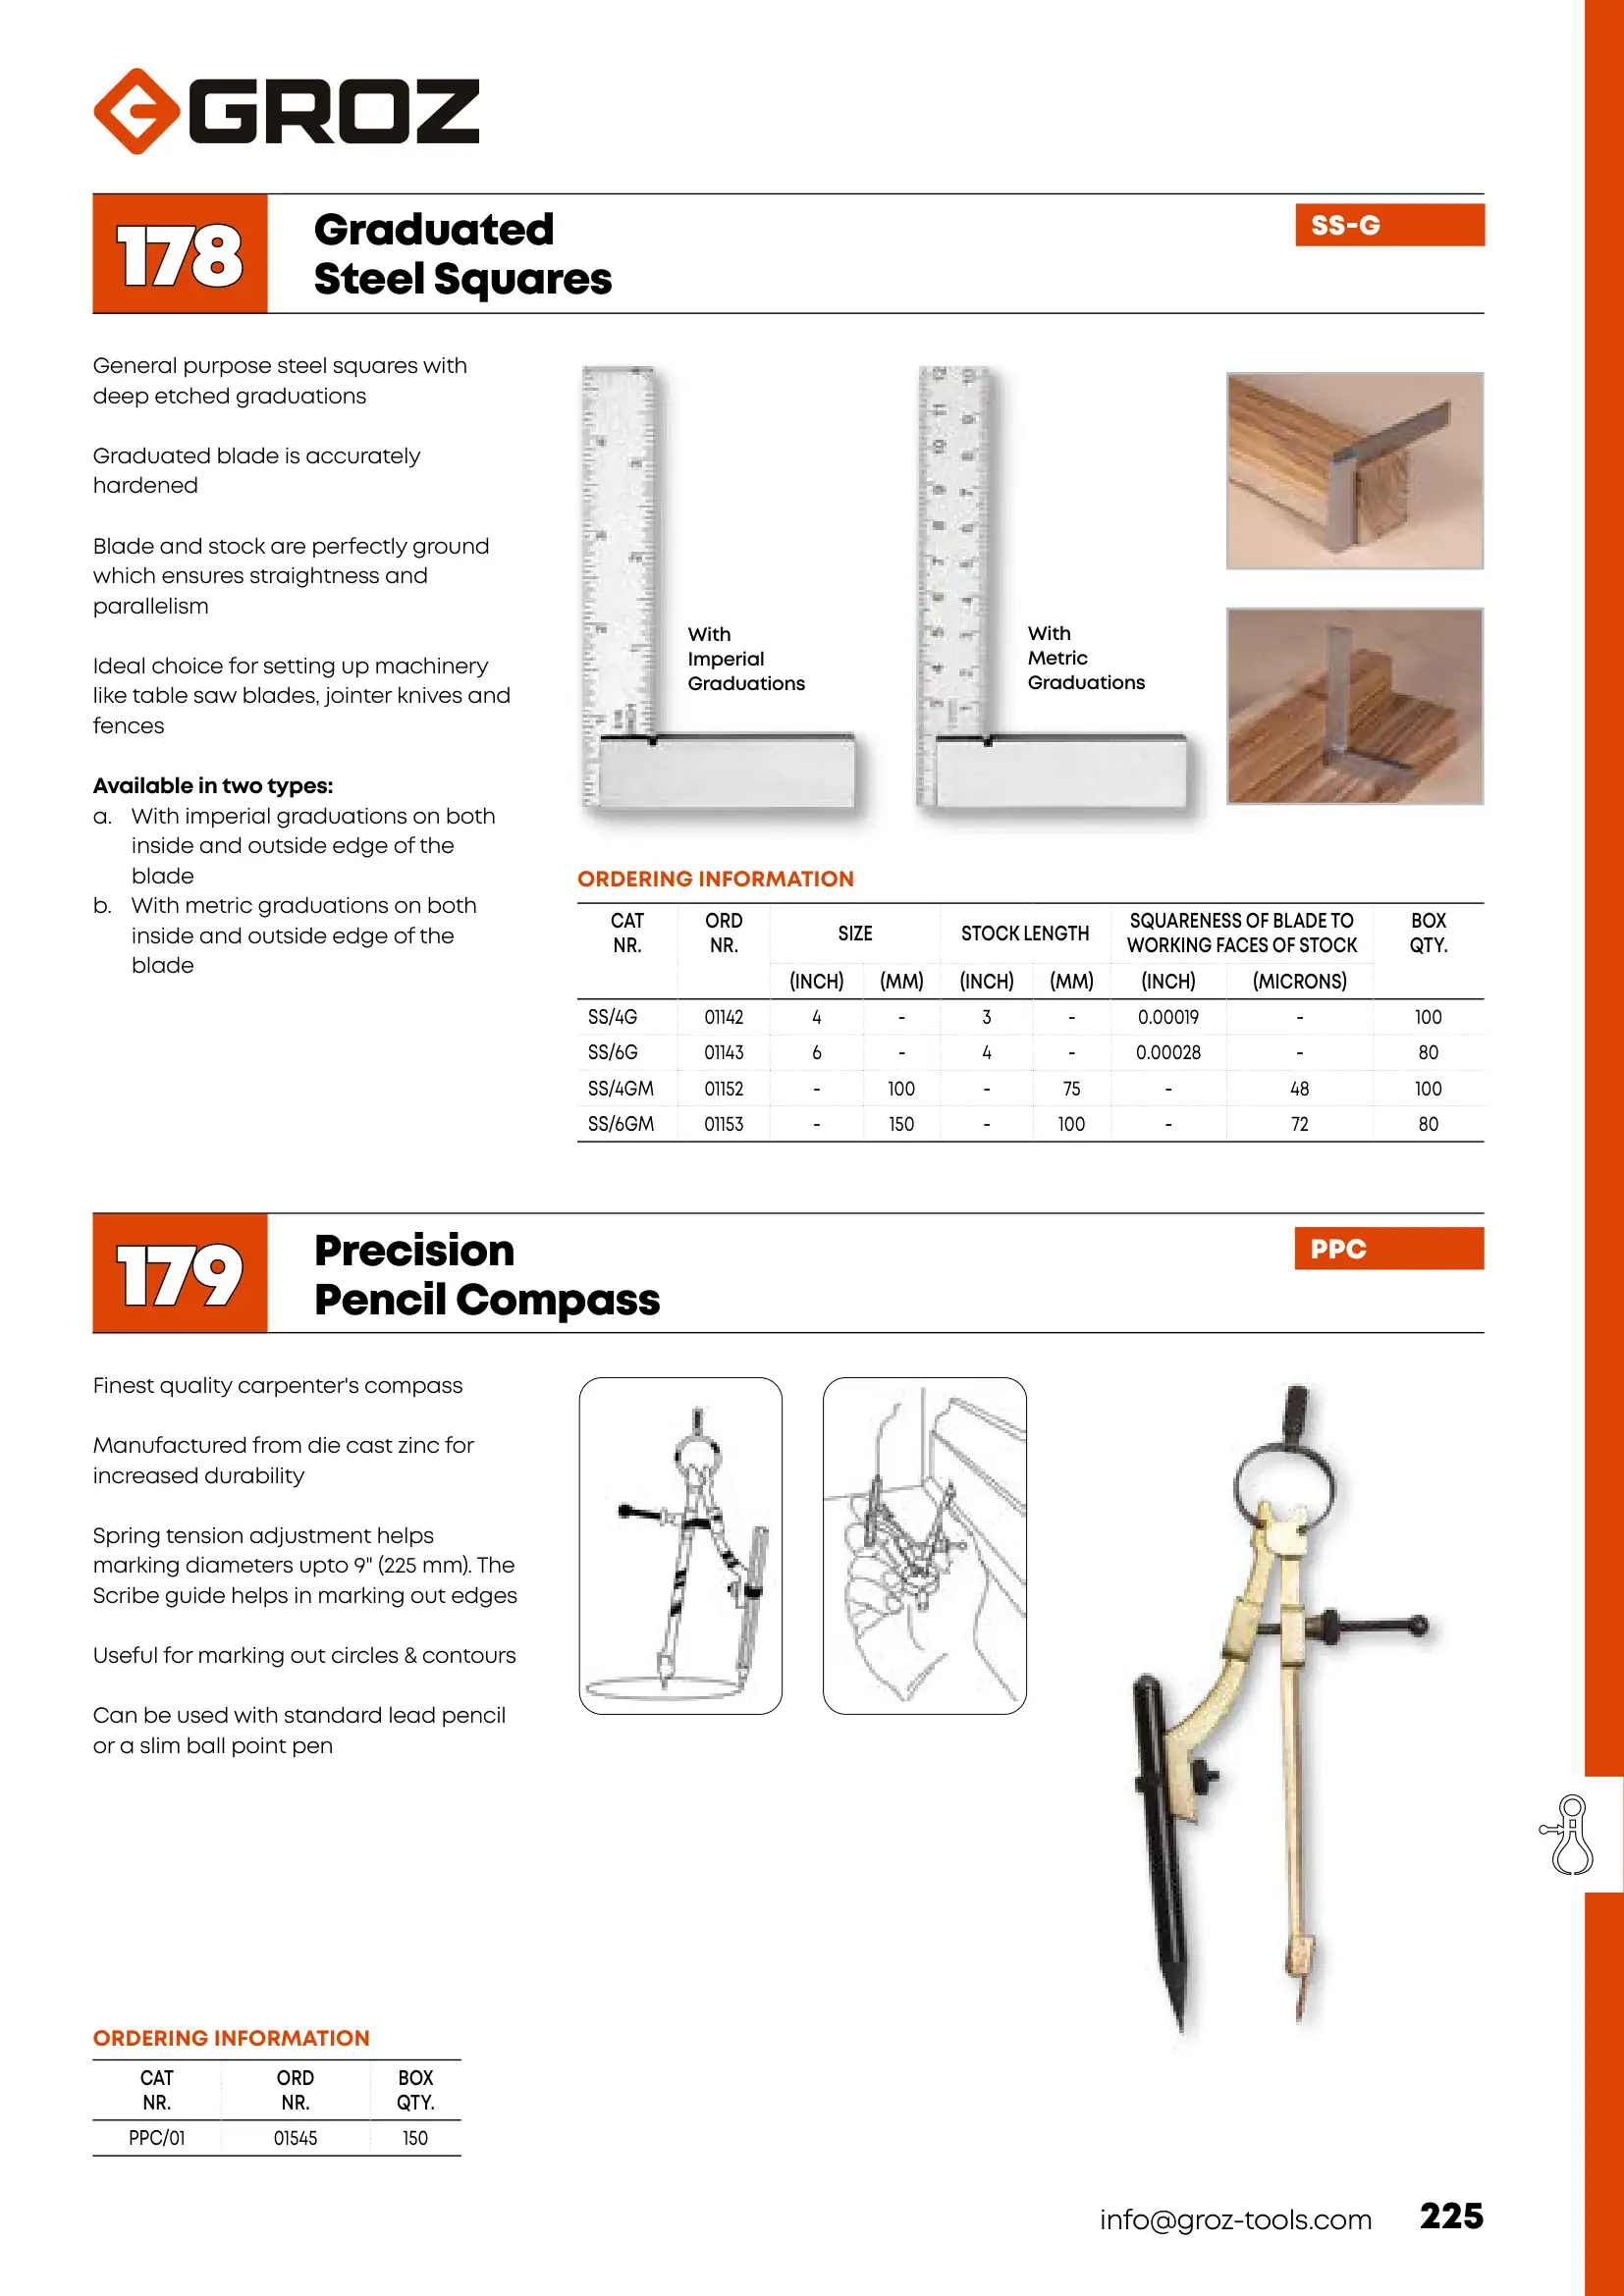 GROZ
178
Graduated
Steel Squares
SS-G
General purpose steel squares with
deep etched graduations
Graduated blade is accurately
hardened
Blade and stock are perfectly ground
which ensures straightness and
parallelism
Ideal choice for setting up machinery
like table saw blades, jointer knives and
fences
Available in two types:
a. With imperial graduations on both
inside and outside edge of the
blade
b. With metric graduations on both
inside and outside edge of the
blade
With
Imperial
Graduations
With
Metric
Graduations
ORDERING INFORMATION
CAT NR. ORD NR. SIZE STOCK LENGTH SQUARENESS OF BLADE TO WORKING FACES OF STOCK BOX QTY.
(INCH) (MM) (INCH) (MM) (INCH) (MICRONS)
SS/4G 01142 4 - 3 - 0.00019 - 100
SS/6G 01143 6 - 4 - 0.00028 - 80
SS/4GM 01152 - 100 - 75 - 48 100
SS/6GM 01153 - 150 - 100 - 72 80
179
Precision
Pencil Compass
PPC
Finest quality carpenter's compass
Manufactured from die cast zinc for
increased durability
Spring tension adjustment helps
marking diameters upto 9" (225 mm). The
Scribe guide helps in marking out edges
Useful for marking out circles & contours
Can be used with standard lead pencil
or a slim ball point pen
ORDERING INFORMATION
CAT NR. ORD NR. BOX QTY.
PPC/01 01545 150
info@groz-tools.com 225